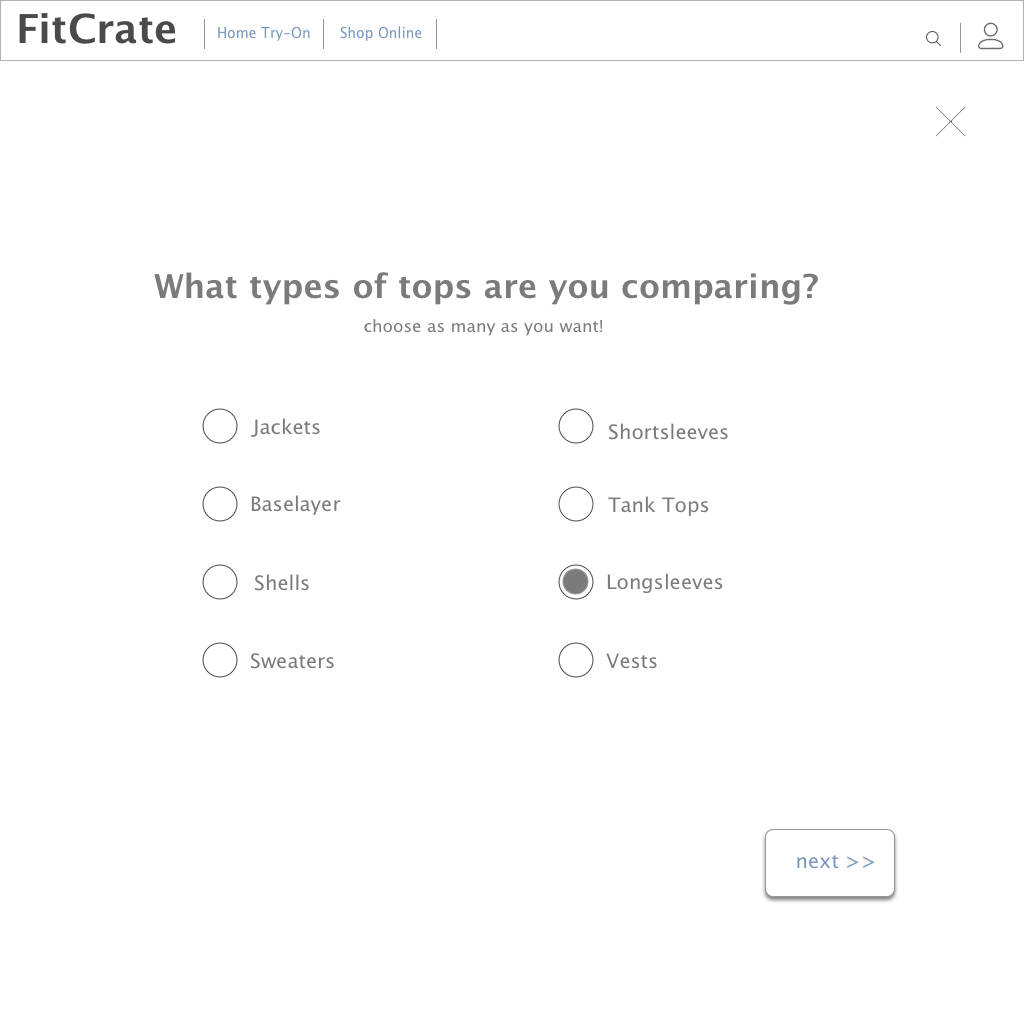 FitCrate
Home Try-On
Shop Online
What types of tops are you comparing?
choose as many as you want!
Jackets
Shortsleeves
Baselayer
Tank Tops
Shells
Longsleeves
Sweaters
Vests
next >>